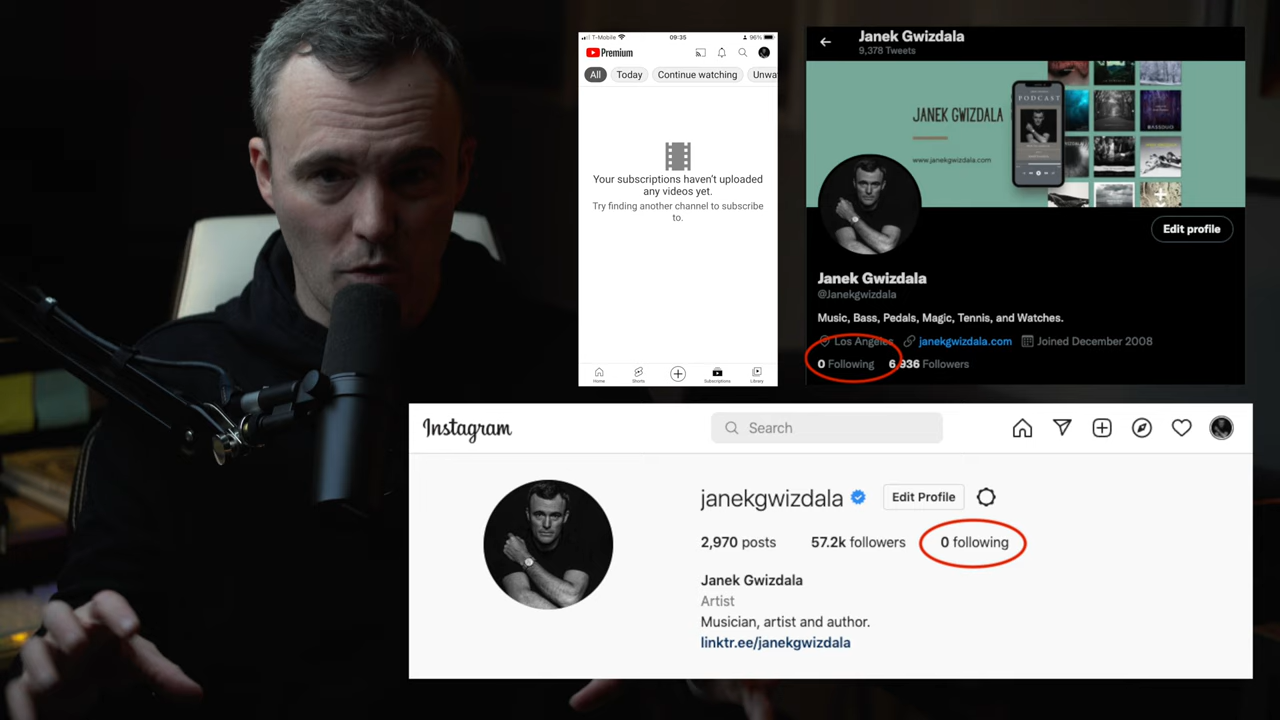 T-Mobile
09:35
96%
Premium
All
Today
Continue watching
Unwa
Your subscriptions haven't uploaded
any videos yet.
Try finding another channel to subscribe
to.
Home
Shorts
Subscriptions
Library
Janek Gwizdala
9,378 Tweets
JANEK GWIZDALA
www.janekgwizdala.com
PODCAST
BASSDUO
Edit profile
Janek Gwizdala
@Janekgwizdala
Music, Bass, Pedals, Magic, Tennis, and Watches.
Los Angeles janekgwizdala.com Joined December 2008
0 Following 6,936 Followers
Instagram
Search
janekgwizdala
Edit Profile
2,970 posts 57.2k followers 0 following
Janek Gwizdala
Artist
Musician, artist and author.
linktr.ee/janekgwizdala